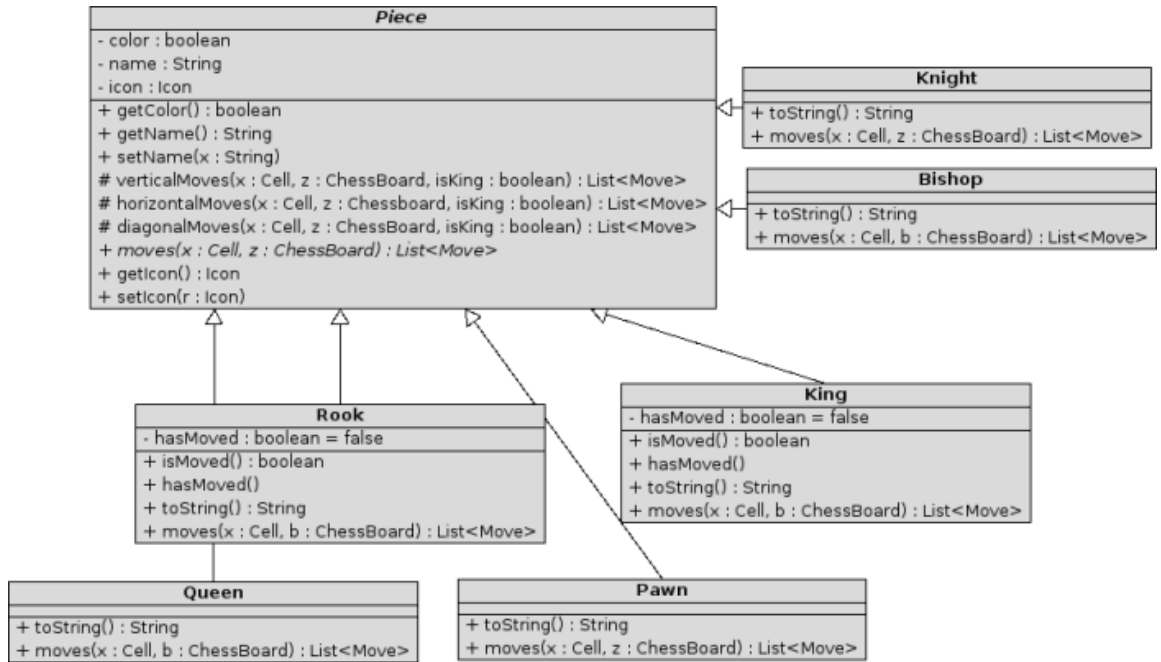 Piece
- color : boolean
- name : String
- icon : Icon
+ getColor() : boolean
+ getName() : String
+ setName(x : String)
# verticalMoves(x : Cell, z : ChessBoard, isKing : boolean) : List<Move>
# horizontalMoves(x : Cell, z : Chessboard, isKing : boolean) : List<Move>
# diagonalMoves(x : Cell, z : ChessBoard, isKing : boolean) : List<Move>
+ moves(x : Cell, z : ChessBoard) : List<Move>
+ getIcon() : Icon
+ setIcon(r : Icon)
Knight
+ toString() : String
+ moves(x : Cell, z : ChessBoard) : List<Move>
Bishop
+ toString() : String
+ moves(x : Cell, b : ChessBoard) : List<Move>
Rook
- hasMoved : boolean = false
+ isMoved() : boolean
+ hasMoved()
+ toString() : String
+ moves(x : Cell, b : ChessBoard) : List<Move>
King
- hasMoved : boolean = false
+ isMoved() : boolean
+ hasMoved()
+ toString() : String
+ moves(x : Cell, b : ChessBoard) : List<Move>
Queen
+ toString() : String
+ moves(x : Cell, b : ChessBoard) : List<Move>
Pawn
+ toString() : String
+ moves(x : Cell, z : ChessBoard) : List<Move>